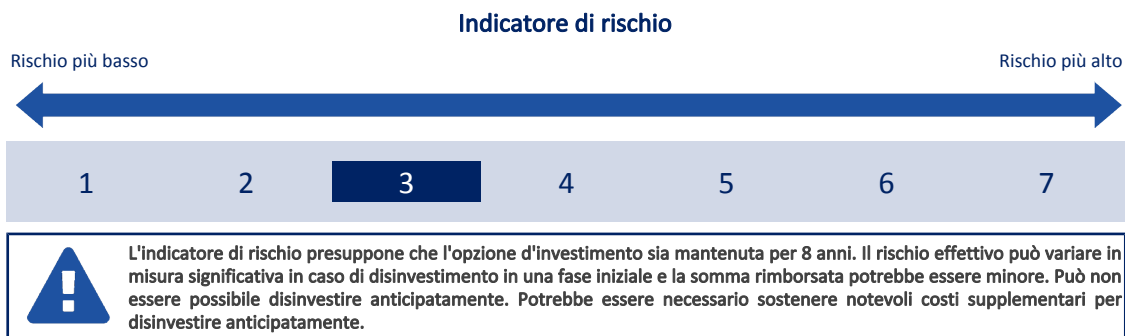 Indicatore di rischio
Rischio più basso
Rischio più alto
1 2 3 4 5 6 7
L'indicatore di rischio presuppone che l'opzione d'investimento sia mantenuta per 8 anni. Il rischio effettivo può variare in
misura significativa in caso di disinvestimento in una fase iniziale e la somma rimborsata potrebbe essere minore. Può non
essere possibile disinvestire anticipatamente. Potrebbe essere necessario sostenere notevoli costi supplementari per
disinvestire anticipatamente.